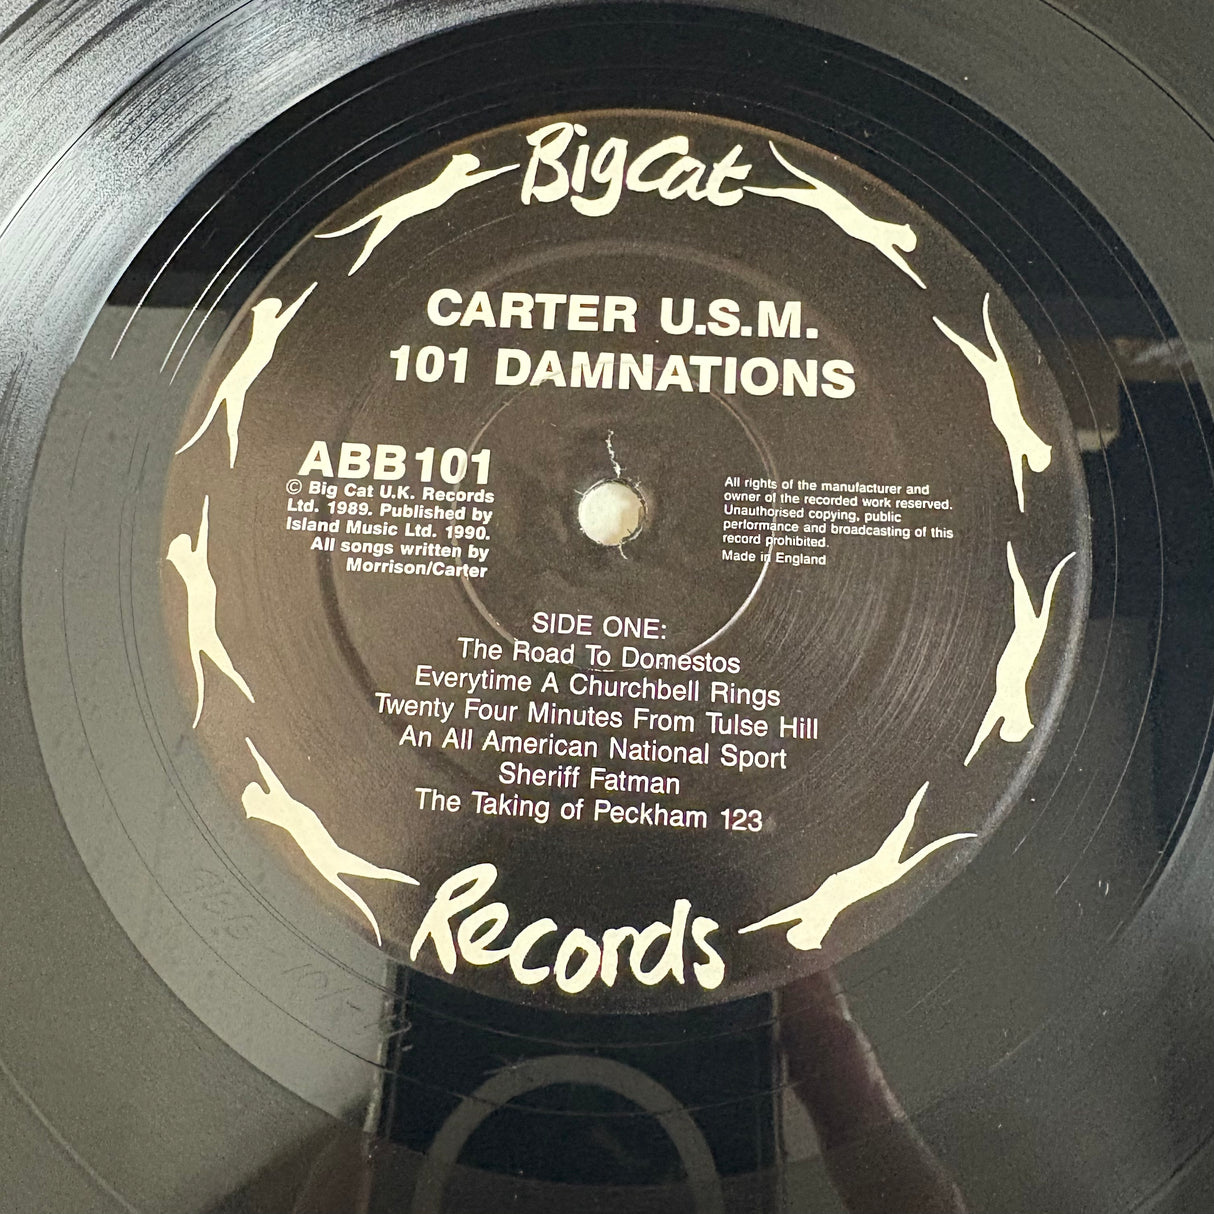 BigCat
CARTER U.S.M.
101 DAMNATIONS
ABB101
© Big Cat U.K. Records
Ltd. 1989. Published by
Island Music Ltd. 1990.
All songs written by
Morrison/Carter
All rights of the manufacturer and
owner of the recorded work reserved.
Unauthorised copying, public
performance and broadcasting of this
record prohibited.
Made in England
SIDE ONE:
The Road To Domestos
Everytime A Churchbell Rings
Twenty Four Minutes From Tulse Hill
An All American National Sport
Sheriff Fatman
The Taking of Peckham 123
Records